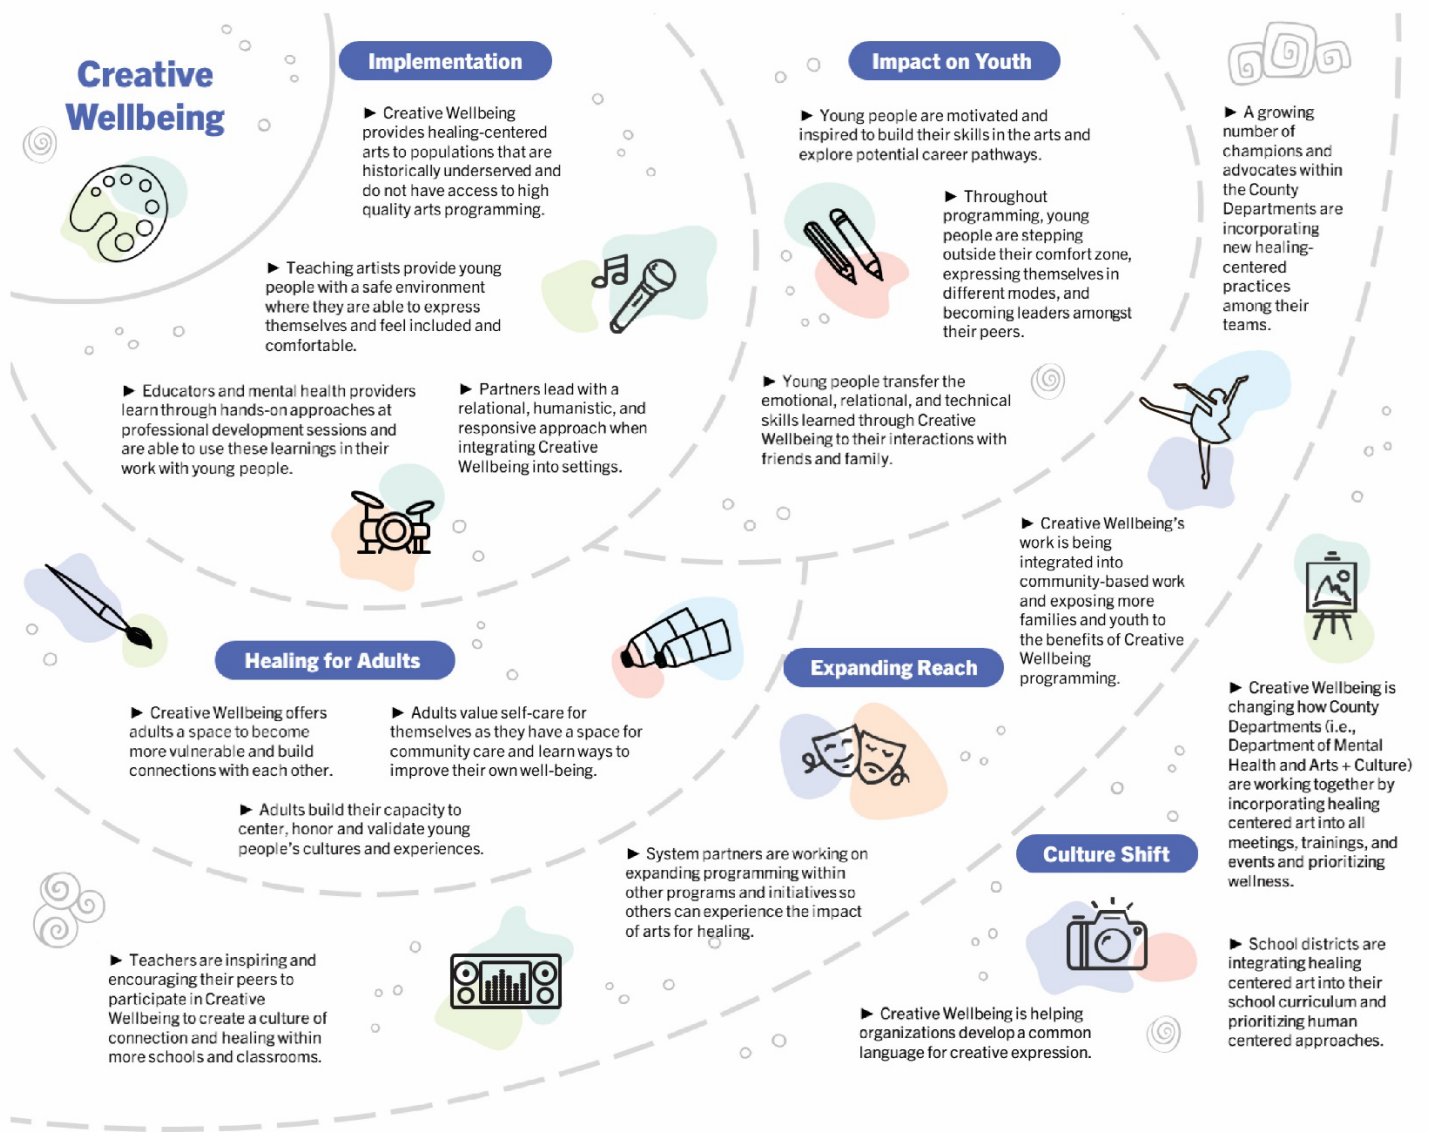 Creative
Wellbeing
Implementation
► Creative Wellbeing
provides healing-centered
arts to populations that are
historically underserved and
do not have access to high
quality arts programming.
► Teaching artists provide young
people with a safe environment
where they are able to express
themselves and feel included and
comfortable.
► Educators and mental health providers
learn through hands-on approaches at
professional development sessions and
are able to use these learnings in their
work with young people.
► Partners lead with a
relational, humanistic, and
responsive approach when
integrating Creative
Wellbeing into settings.
Impact on Youth
► Young people are motivated and
inspired to build their skills in the arts and
explore potential career pathways.
► Throughout
programming, young
people are stepping
outside their comfort zone,
expressing themselves in
different modes, and
becoming leaders amongst
their peers.
► Young people transfer the
emotional, relational, and technical
skills learned through Creative
Wellbeing to their interactions with
friends and family.
Healing for Adults
► Creative Wellbeing offers
adults a space to become
more vulnerable and build
connections with each other.
► Adults value self-care for
themselves as they have a space for
community care and learn ways to
improve their own well-being.
► Adults build their capacity to
center, honor and validate young
people's cultures and experiences.
Expanding Reach
► Creative Wellbeing's
work is being
integrated into
community-based work
and exposing more
families and youth to
the benefits of Creative
Wellbeing
programming.
► System partners are working on
expanding programming within
other programs and initiatives so
others can experience the impact
of arts for healing.
► Teachers are inspiring and
encouraging their peers to
participate in Creative
Wellbeing to create a culture of
connection and healing within
more schools and classrooms.
Culture Shift
► A growing
number of
champions and
advocates within
the County
Departments are
incorporating
new healing-
centered
practices
among their
teams.
► Creative Wellbeing is
changing how County
Departments (i.e.,
Department of Mental
Health and Arts + Culture)
are working together by
incorporating healing
centered art into all
meetings, trainings, and
events and prioritizing
wellness.
► School districts are
integrating healing
centered art into their
school curriculum and
prioritizing human
centered approaches.
► Creative Wellbeing is helping
organizations develop a common
language for creative expression.